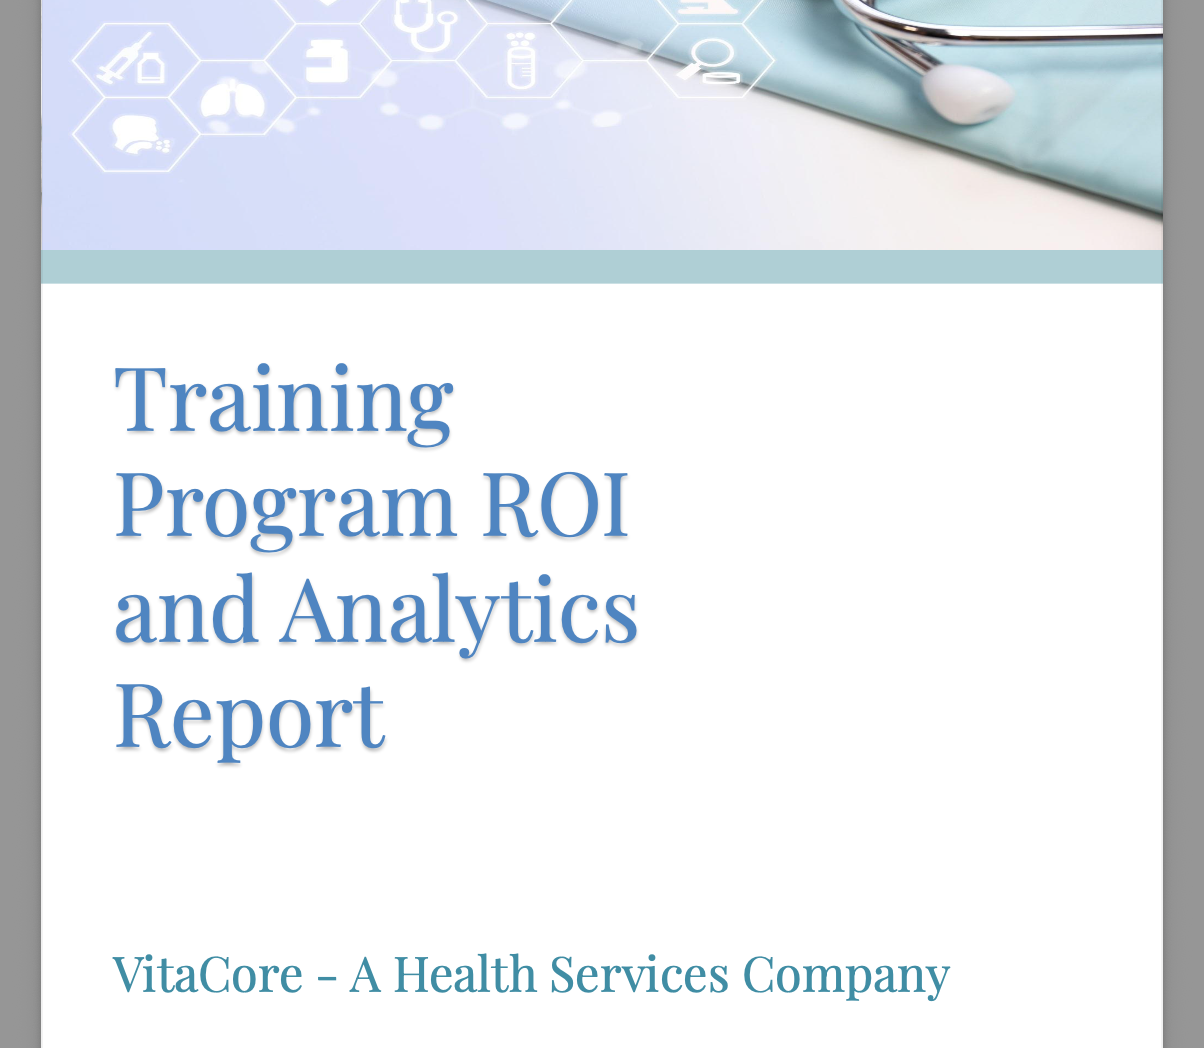 Training
Program ROI
and Analytics
Report
VitaCore – A Health Services Company